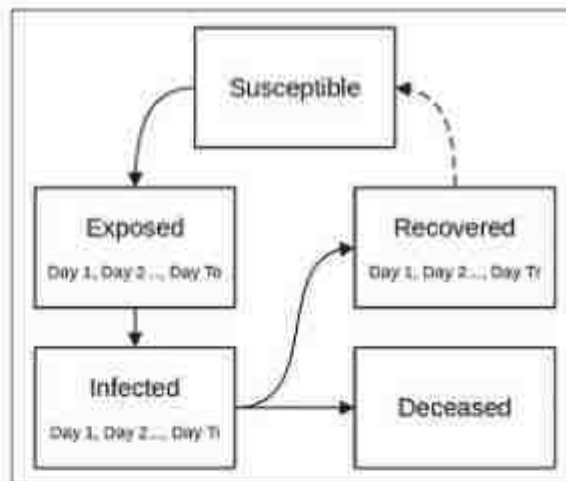 Susceptible
Exposed
Day 1, Day 2..., Day Te
Recovered
Day 1, Day 2..., Day Tr
Infected
Day 1, Day 2..., Day Ti
Deceased